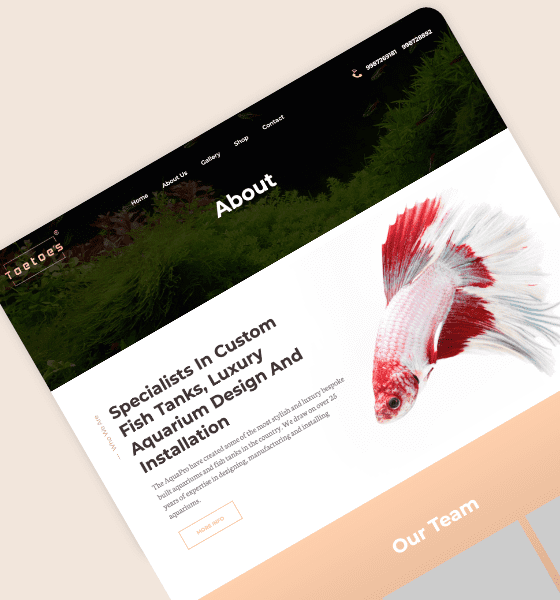 9987269181 9987288892
Home About Us Gallery Shop Contact
Toetoes®
About
Who We Are
Specialists In Custom
Fish Tanks, Luxury
Aquarium Design And
Installation
The AquaPro have created some of the most stylish and luxury bespoke
built aquariums and fish tanks in the country. We draw on over 25
years of expertise in designing, manufacturing and installing
aquariums.
MORE INFO
Our Team